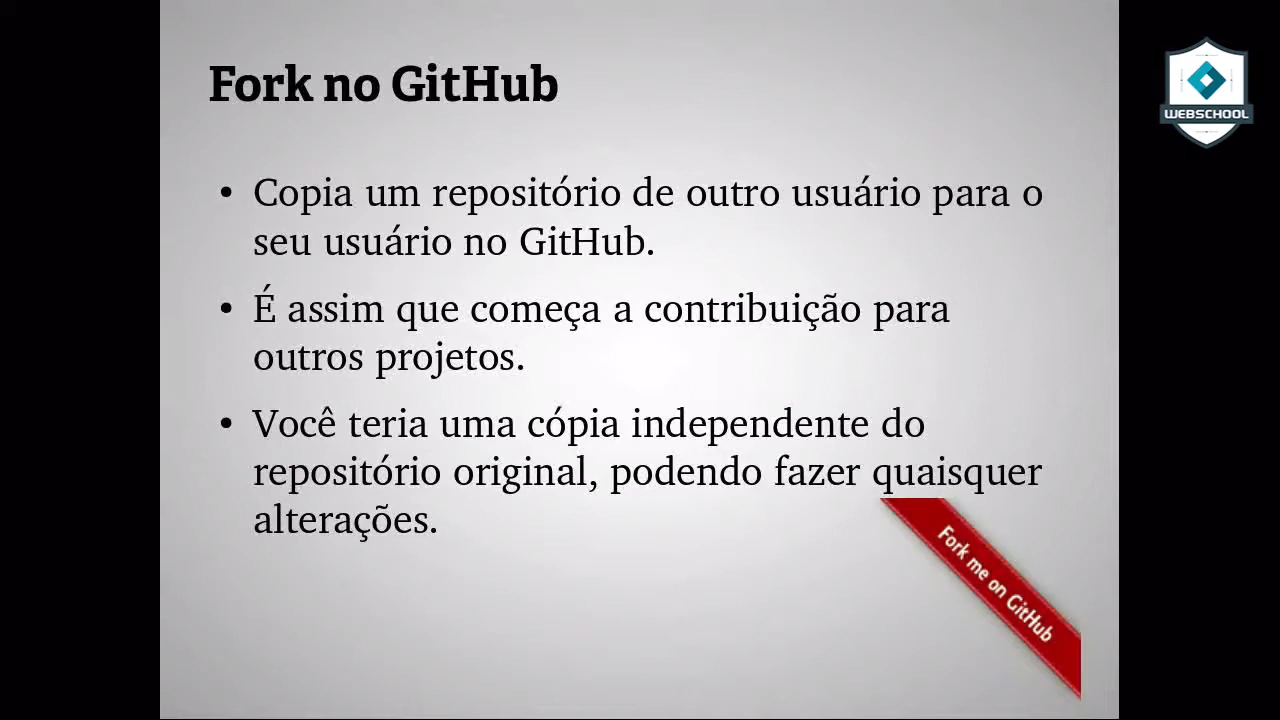 Fork no GitHub
WEBSCHOOL
• Copia um repositório de outro usuário para o
seu usuário no GitHub.
• É assim que começa a contribuição para
outros projetos.
• Você teria uma cópia independente do
repositório original, podendo fazer quaisquer
alterações.
Fork me on GitHub